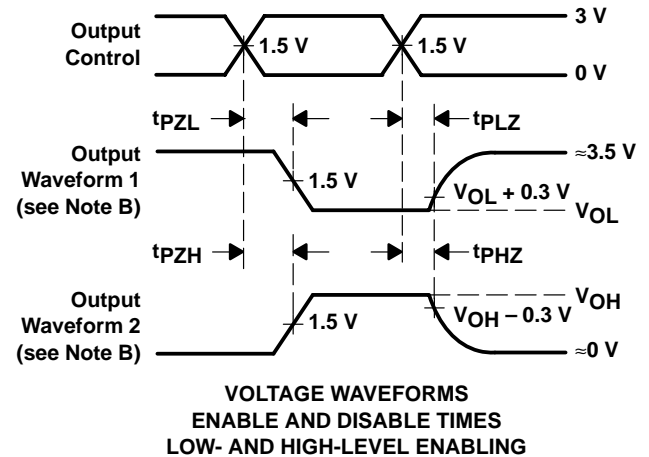 Output
Control
1.5 V
1.5 V
3 V
0 V
tPZL
tPLZ
Output
Waveform 1
(see Note B)
1.5 V
≈3.5 V
VOL + 0.3 V
VOL
tPZH
tPHZ
Output
Waveform 2
(see Note B)
1.5 V
VOH
VOH – 0.3 V
≈0 V
VOLTAGE WAVEFORMS
ENABLE AND DISABLE TIMES
LOW- AND HIGH-LEVEL ENABLING